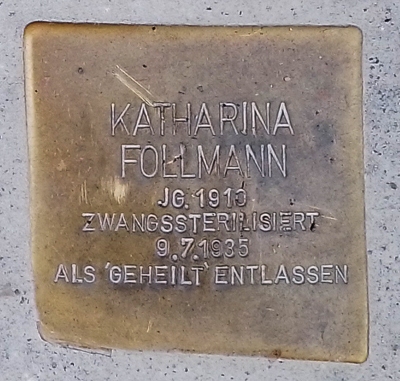 KATHARINA
FOLLMANN
JG. 1910
ZWANGSSTERILISIERT
9.7.1935
ALS 'GEHEILT' ENTLASSEN